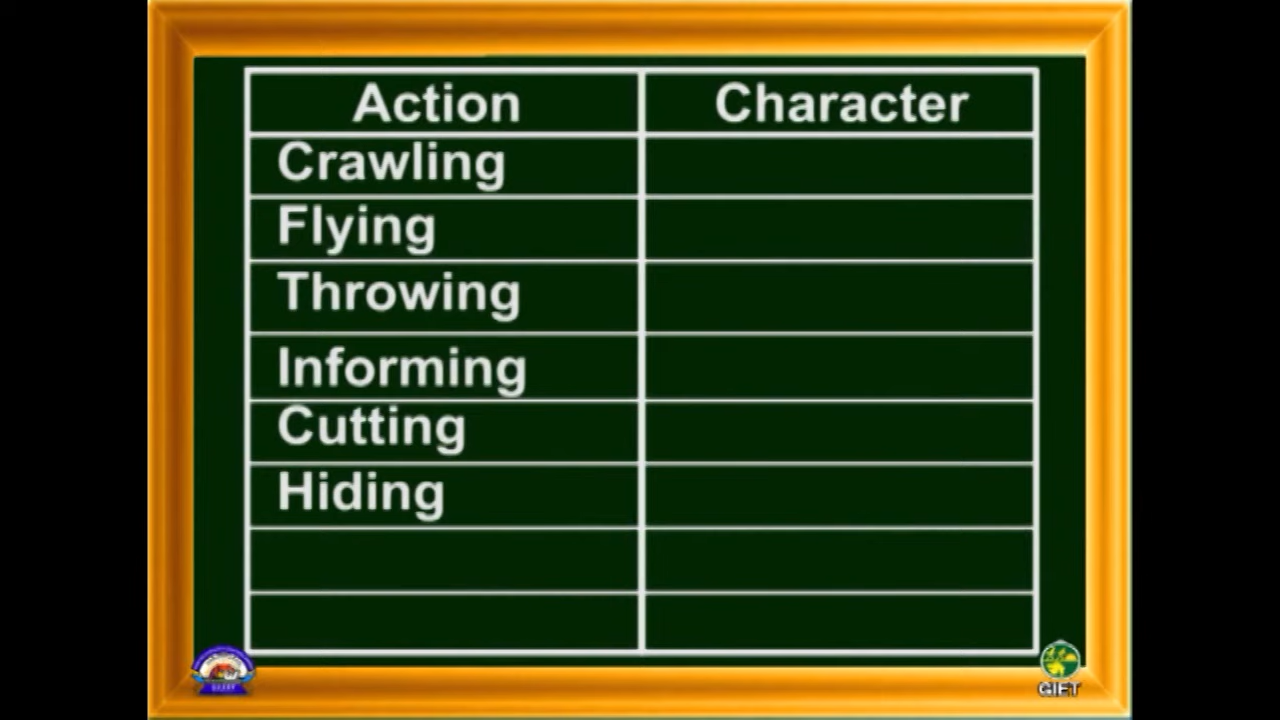 Action Character
Crawling
Flying
Throwing
Informing
Cutting
Hiding
GIFT